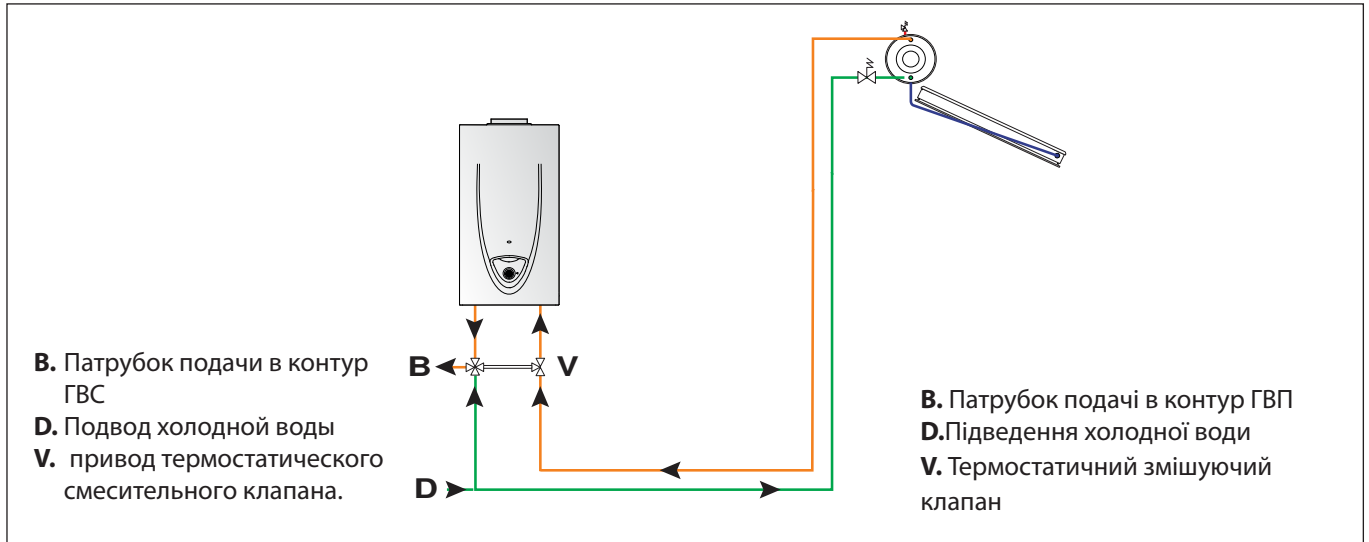 B
V
D
B. Патрубок подачи в контур
ГВС
D. Подвод холодной воды
V. привод термостатического
смесительного клапана.
B. Патрубок подачі в контур ГВП
D.Підведення холодної води
V. Термостатичний змішуючий
клапан